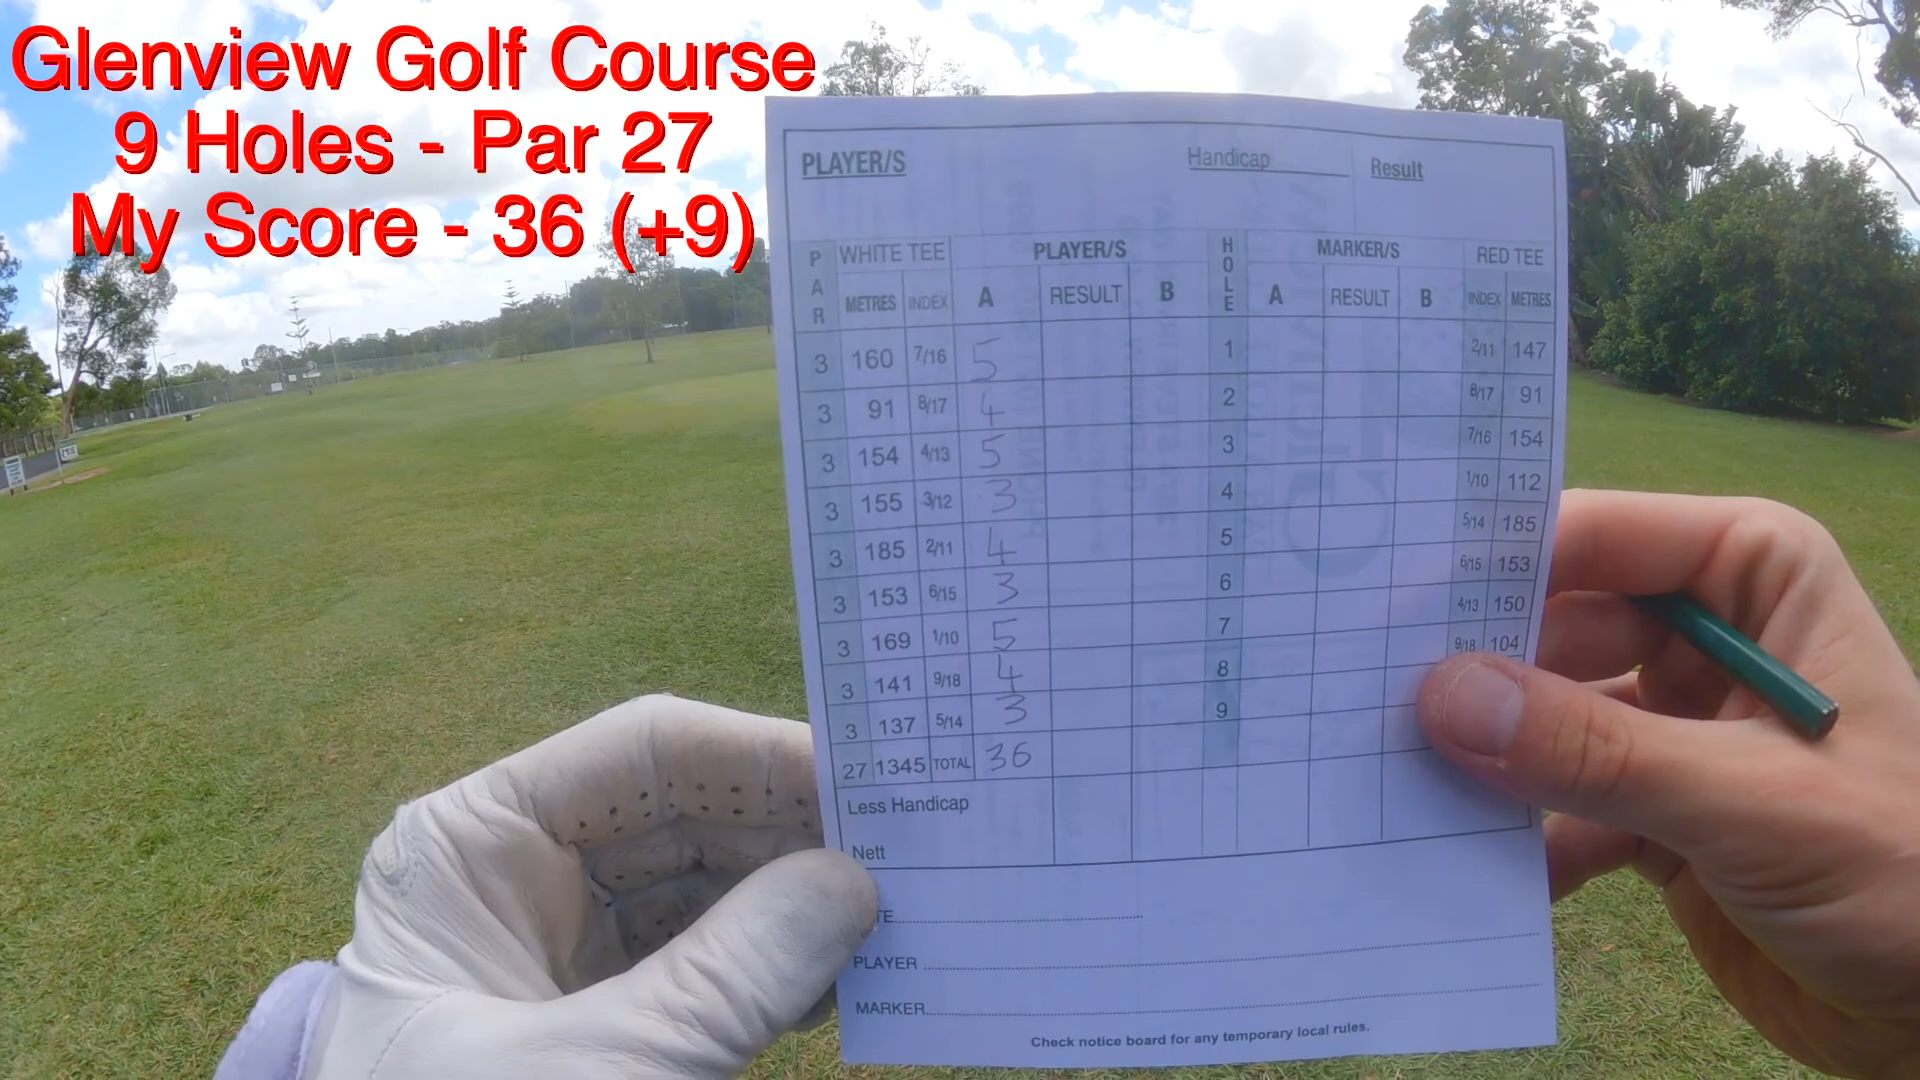 Glenview Golf Course
9 Holes - Par 27
My Score - 36 (+9)
PLAYER/S Handicap Result
PAR WHITE TEE PLAYER/S HOLE MARKER/S RED TEE
METRES INDEX A RESULT B A RESULT B INDEX METRES
3 160 7/16 5 1 2/11 147
3 91 8/17 4 2 8/17 91
3 154 4/13 5 3 7/16 154
3 155 3/12 3 4 1/10 112
3 185 2/11 4 5 5/14 185
3 153 6/15 3 6 6/15 153
3 169 1/10 5 7 4/13 150
3 141 9/18 4 8 9/18 104
3 137 5/14 3 9
27 1345 TOTAL 36
Less Handicap
Nett
PLAYER
MARKER
Check notice board for any temporary local rules.